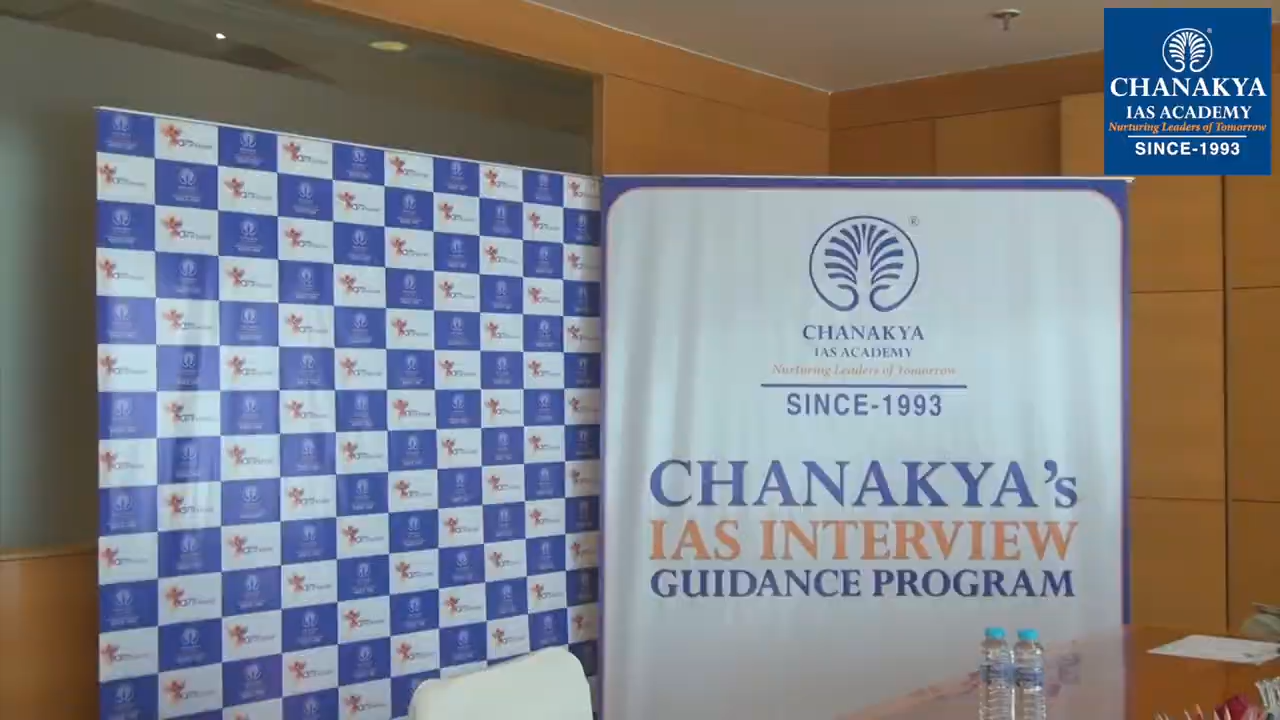 CHANAKYA
IAS ACADEMY
Nurturing Leaders of Tomorrow
SINCE-1993
®
CHANAKYA
IAS ACADEMY
Nurturing Leaders of Tomorrow
SINCE-1993
CHANAKYA's
IAS INTERVIEW
GUIDANCE PROGRAM